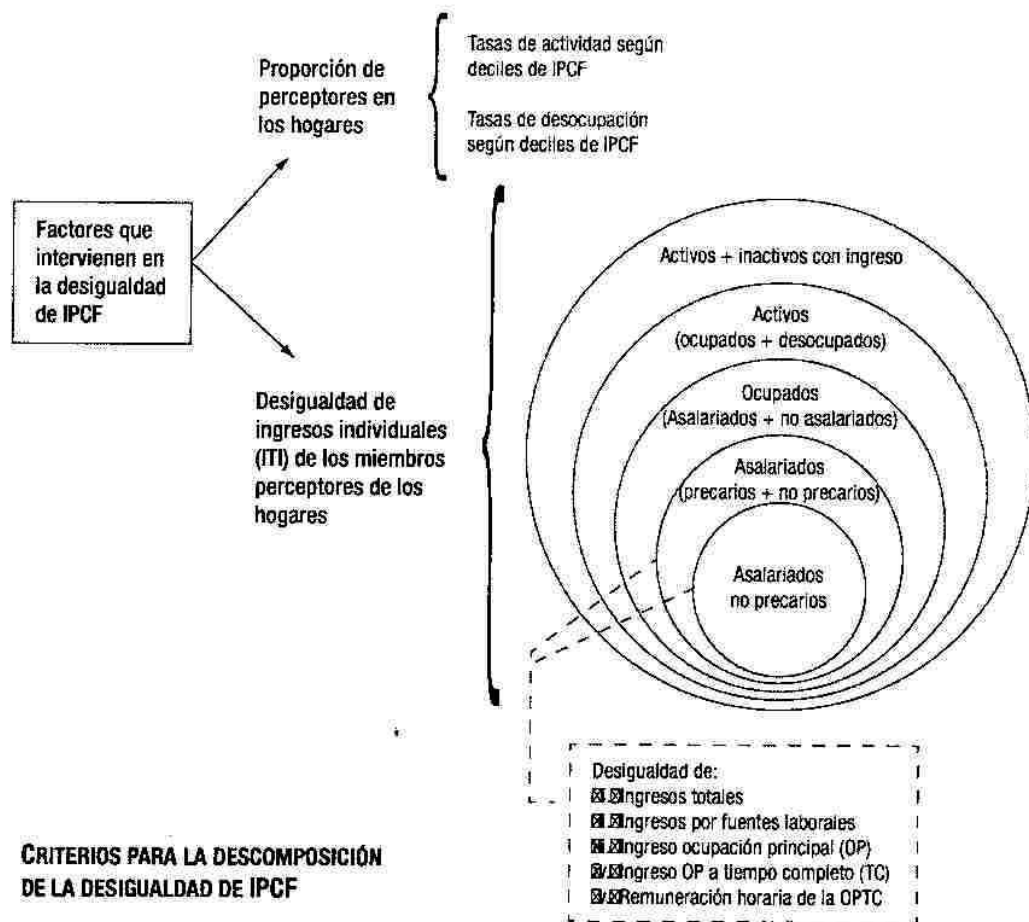 Proporción de
perceptores en
los hogares
Tasas de actividad según
deciles de IPCF
Tasas de desocupación
según deciles de IPCF
Factores que
intervienen en
la desigualdad
de IPCF
Desigualdad de
ingresos individuales
(ITI) de los miembros
perceptores de los
hogares
Activos + inactivos con ingreso
Activos
(ocupados + desocupados)
Ocupados
(Asalariados + no asalariados)
Asalariados
(precarios + no precarios)
Asalariados
no precarios
Desigualdad de:
Ingresos totales
Ingresos por fuentes laborales
Ingreso ocupación principal (OP)
Ingreso OP a tiempo completo (TC)
Remuneración horaria de la OPTC
CRITERIOS PARA LA DESCOMPOSICIÓN
DE LA DESIGUALDAD DE IPCF